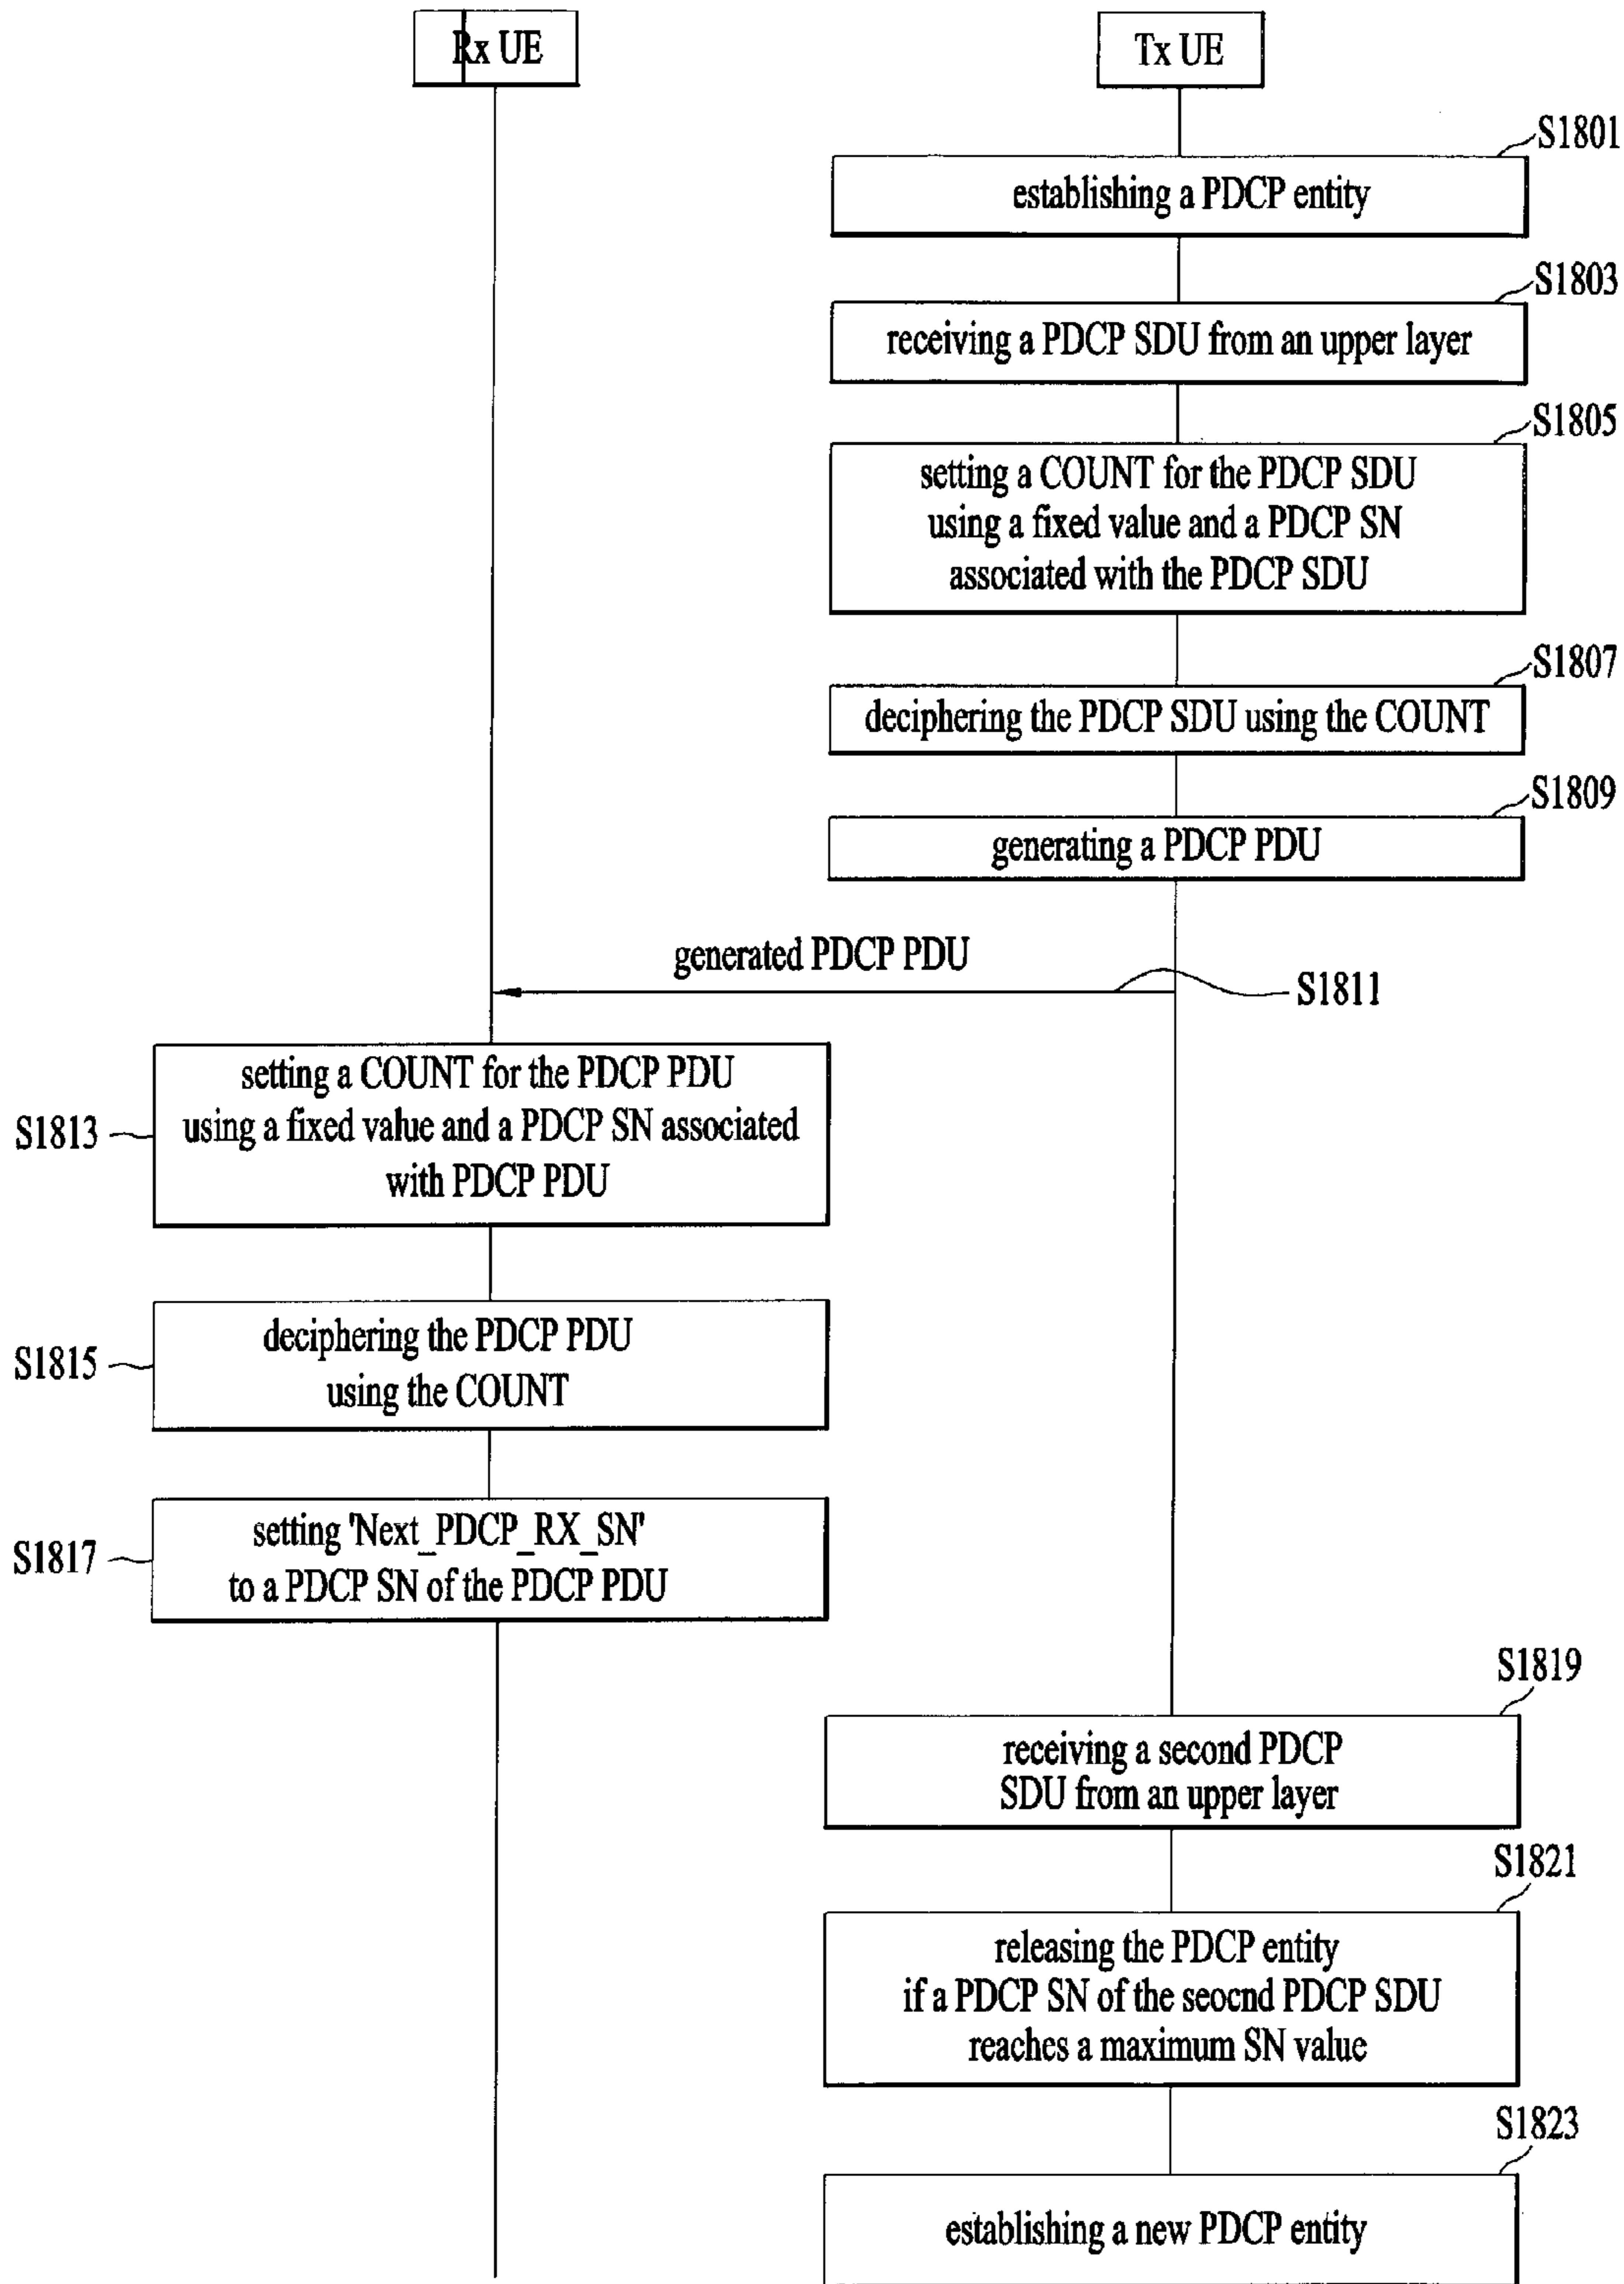 Rx UE
Tx UE
S1801
establishing a PDCP entity
S1803
receiving a PDCP SDU from an upper layer
S1805
setting a COUNT for the PDCP SDU
using a fixed value and a PDCP SN
associated with the PDCP SDU
S1807
deciphering the PDCP SDU using the COUNT
S1809
generating a PDCP PDU
generated PDCP PDU
S1811
S1813
setting a COUNT for the PDCP PDU
using a fixed value and a PDCP SN associated
with PDCP PDU
S1815
deciphering the PDCP PDU
using the COUNT
S1817
setting 'Next_PDCP_RX_SN'
to a PDCP SN of the PDCP PDU
S1819
receiving a second PDCP
SDU from an upper layer
S1821
releasing the PDCP entity
if a PDCP SN of the seocnd PDCP SDU
reaches a maximum SN value
S1823
establishing a new PDCP entity